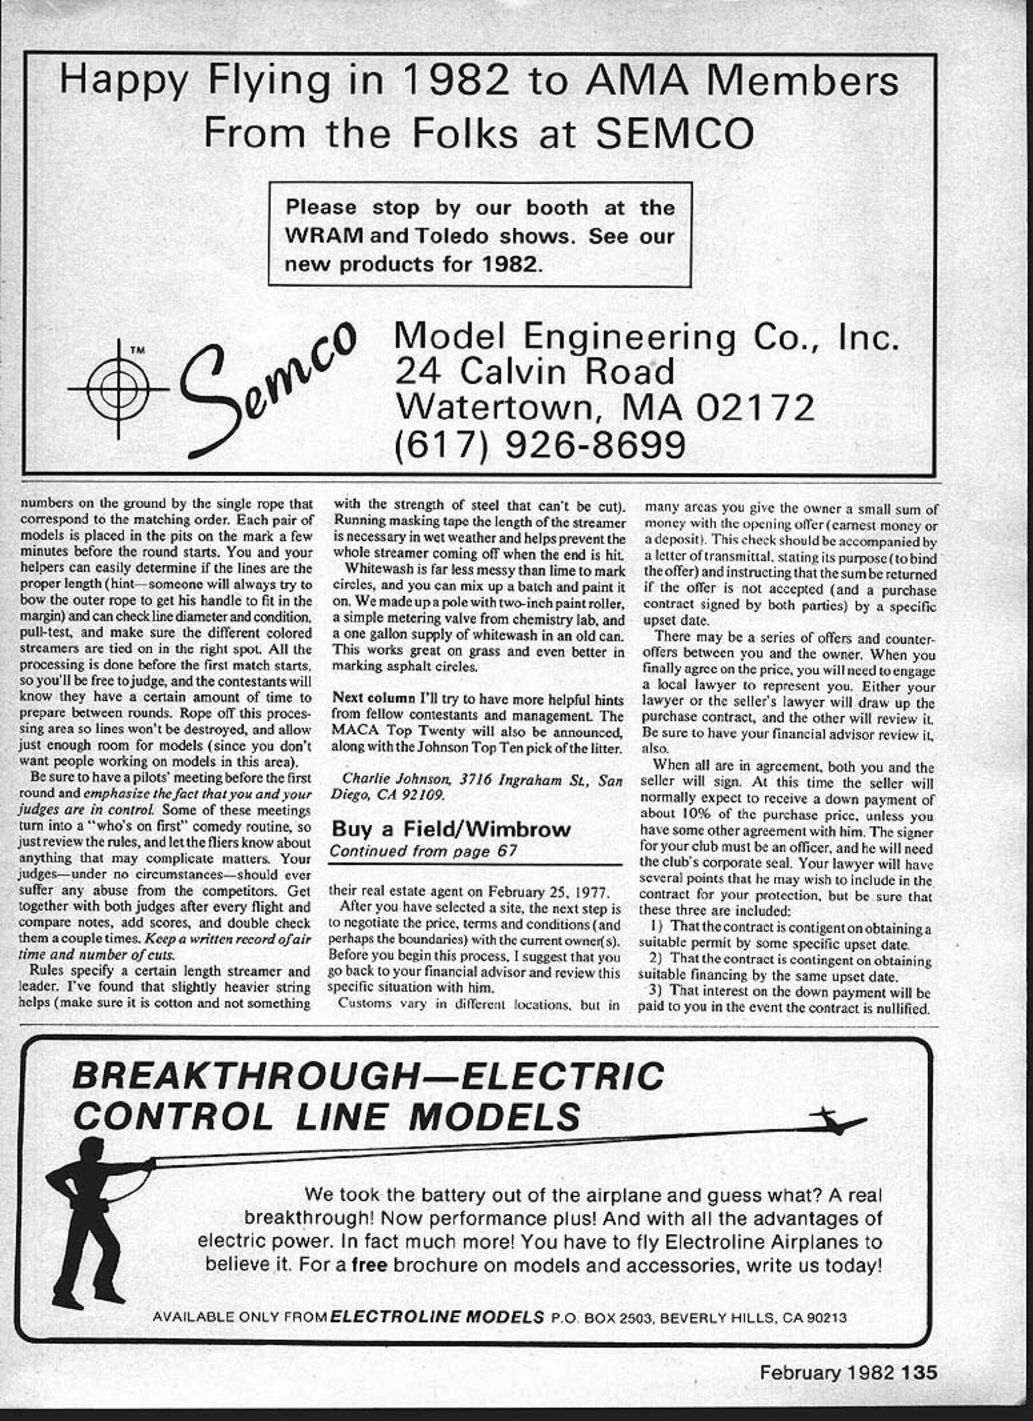 Happy Flying in 1982 to AMA Members
From the Folks at SEMCO
Please stop by our booth at the
WRAM and Toledo shows. See our
new products for 1982.
TM
Semco
Model Engineering Co., Inc.
24 Calvin Road
Watertown, MA 02172
(617) 926-8699
numbers on the ground by the single rope that
correspond to the matching order. Each pair of
models is placed in the pits on the mark a few
minutes before the round starts. You and your
helpers can easily determine if the lines are the
proper length (hint—someone will always try to
bow the outer rope to get his handle to fit in the
margin) and can check line diameter and condition,
pull-test, and make sure the different colored
streamers are tied on in the right spot. All the
processing is done before the first match starts,
so you'll be free to judge, and the contestants will
know they have a certain amount of time to
prepare between rounds. Rope off this proces-
sing area so lines won't be destroyed, and allow
just enough room for models (since you don't
want people working on models in this area).
Be sure to have a pilots' meeting before the first
round and emphasize the fact that you and your
judges are in control. Some of these meetings
turn into a "who's on first" comedy routine, so
just review the rules, and let the fliers know about
anything that may complicate matters. Your
judges—under no circumstances—should ever
suffer any abuse from the competitors. Get
together with both judges after every flight and
compare notes, add scores, and double check
them a couple times. Keep a written record of air
time and number of cuts.
Rules specify a certain length streamer and
leader. I've found that slightly heavier string
helps (make sure it is cotton and not something
with the strength of steel that can't be cut).
Running masking tape the length of the streamer
is necessary in wet weather and helps prevent the
whole streamer coming off when the end is hit.
Whitewash is far less messy than lime to mark
circles, and you can mix up a batch and paint it
on. We made up a pole with two-inch paint roller,
a simple metering valve from chemistry lab, and
a one gallon supply of whitewash in an old can.
This works great on grass and even better in
marking asphalt circles.
Next column I'll try to have more helpful hints
from fellow contestants and management. The
MACA Top Twenty will also be announced,
along with the Johnson Top Ten pick of the litter.
Charlie Johnson, 3716 Ingraham St., San
Diego, CA 92109.
Buy a Field/Wimbrow
Continued from page 67
their real estate agent on February 25, 1977.
After you have selected a site, the next step is
to negotiate the price, terms and conditions (and
perhaps the boundaries) with the current owner(s).
Before you begin this process, I suggest that you
go back to your financial advisor and review this
specific situation with him.
Customs vary in different locations, but in
many areas you give the owner a small sum of
money with the opening offer (earnest money or
a deposit). This check should be accompanied by
a letter of transmittal, stating its purpose (to bind
the offer) and instructing that the sum be returned
if the offer is not accepted (and a purchase
contract signed by both parties) by a specific
upset date.
There may be a series of offers and counter-
offers between you and the owner. When you
finally agree on the price, you will need to engage
a local lawyer to represent you. Either your
lawyer or the seller's lawyer will draw up the
purchase contract, and the other will review it.
Be sure to have your financial advisor review it,
also.
When all are in agreement, both you and the
seller will sign. At this time the seller will
normally expect to receive a down payment of
about 10% of the purchase price, unless you
have some other agreement with him. The signer
for your club must be an officer, and he will need
the club's corporate seal. Your lawyer will have
several points that he may wish to include in the
contract for your protection, but be sure that
these three are included:
1) That the contract is contigent on obtaining a
suitable permit by some specific upset date.
2) That the contract is contingent on obtaining
suitable financing by the same upset date.
3) That interest on the down payment will be
paid to you in the event the contract is nullified.
BREAKTHROUGH—ELECTRIC
CONTROL LINE MODELS
We took the battery out of the airplane and guess what? A real
breakthrough! Now performance plus! And with all the advantages of
electric power. In fact much more! You have to fly Electroline Airplanes to
believe it. For a free brochure on models and accessories, write us today!
AVAILABLE ONLY FROM ELECTROLINE MODELS P.O. BOX 2503, BEVERLY HILLS, CA 90213
February 1982 135